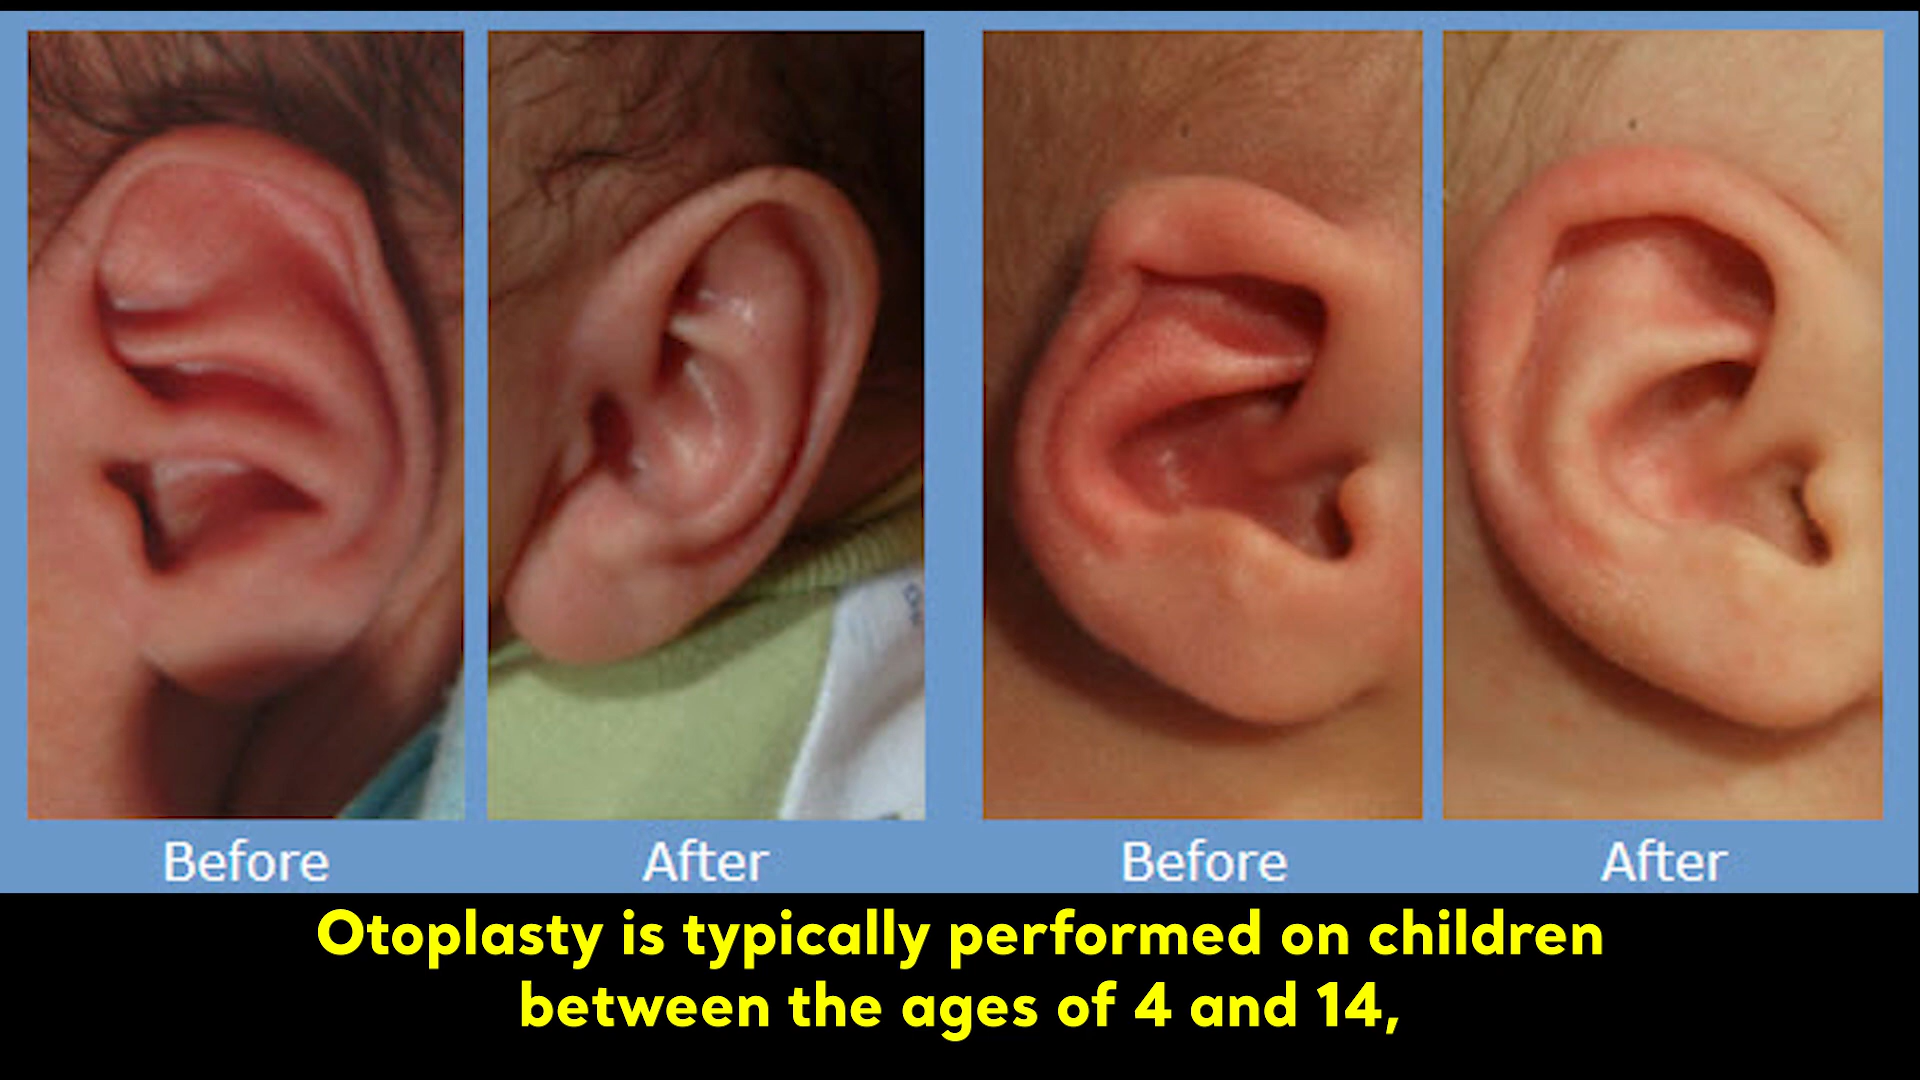 Before
After
Before
After
Otoplasty is typically performed on children
between the ages of 4 and 14,